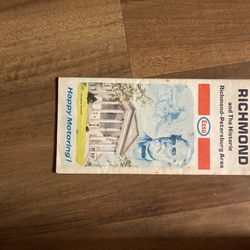 RICHMOND
and The Historic
Richmond-Petersburg Area
Esso
Happy Motoring!